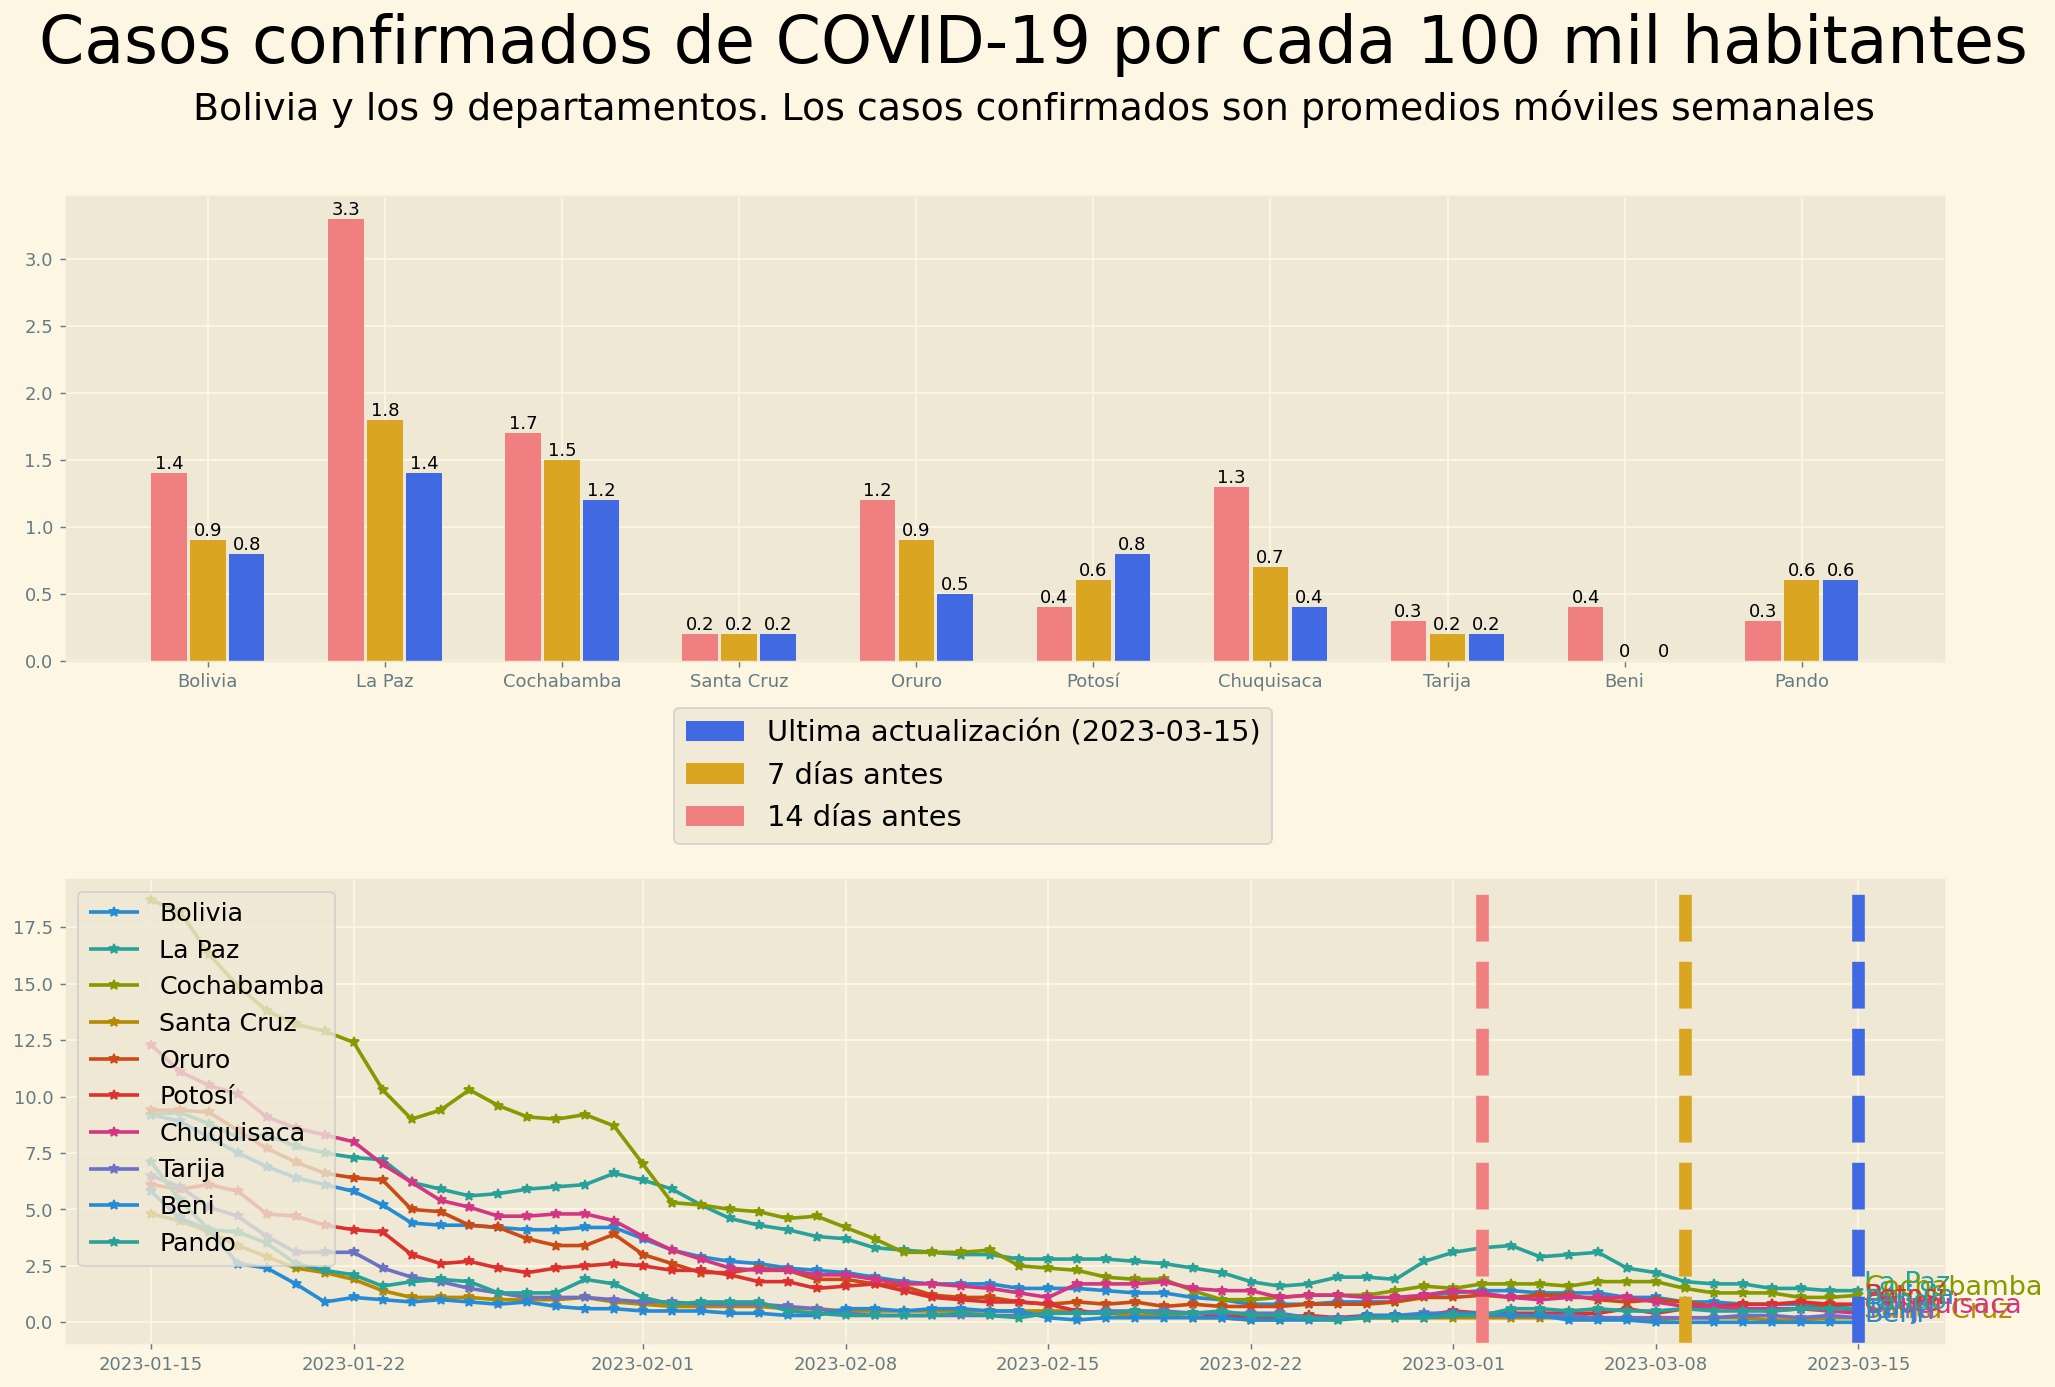 Casos confirmados de COVID-19 por cada 100 mil habitantes
Bolivia y los 9 departamentos. Los casos confirmados son promedios móviles semanales
3.0
2.5
2.0
1.5
1.0
0.5
0.0
1.4 0.9 0.8
3.3 1.8 1.4
1.7 1.5 1.2
0.2 0.2 0.2
1.2 0.9 0.5
0.4 0.6 0.8
1.3 0.7 0.4
0.3 0.2 0.2
0.4 0 0
0.3 0.6 0.6
Bolivia La Paz Cochabamba Santa Cruz Oruro Potosí Chuquisaca Tarija Beni Pando
Ultima actualización (2023-03-15)
7 días antes
14 días antes
17.5
15.0
12.5
10.0
7.5
5.0
2.5
0.0
Bolivia
La Paz
Cochabamba
Santa Cruz
Oruro
Potosí
Chuquisaca
Tarija
Beni
Pando
La Paz
Cochabamba
Chuquisaca
Beni
2023-01-15 2023-01-22 2023-02-01 2023-02-08 2023-02-15 2023-02-22 2023-03-01 2023-03-08 2023-03-15